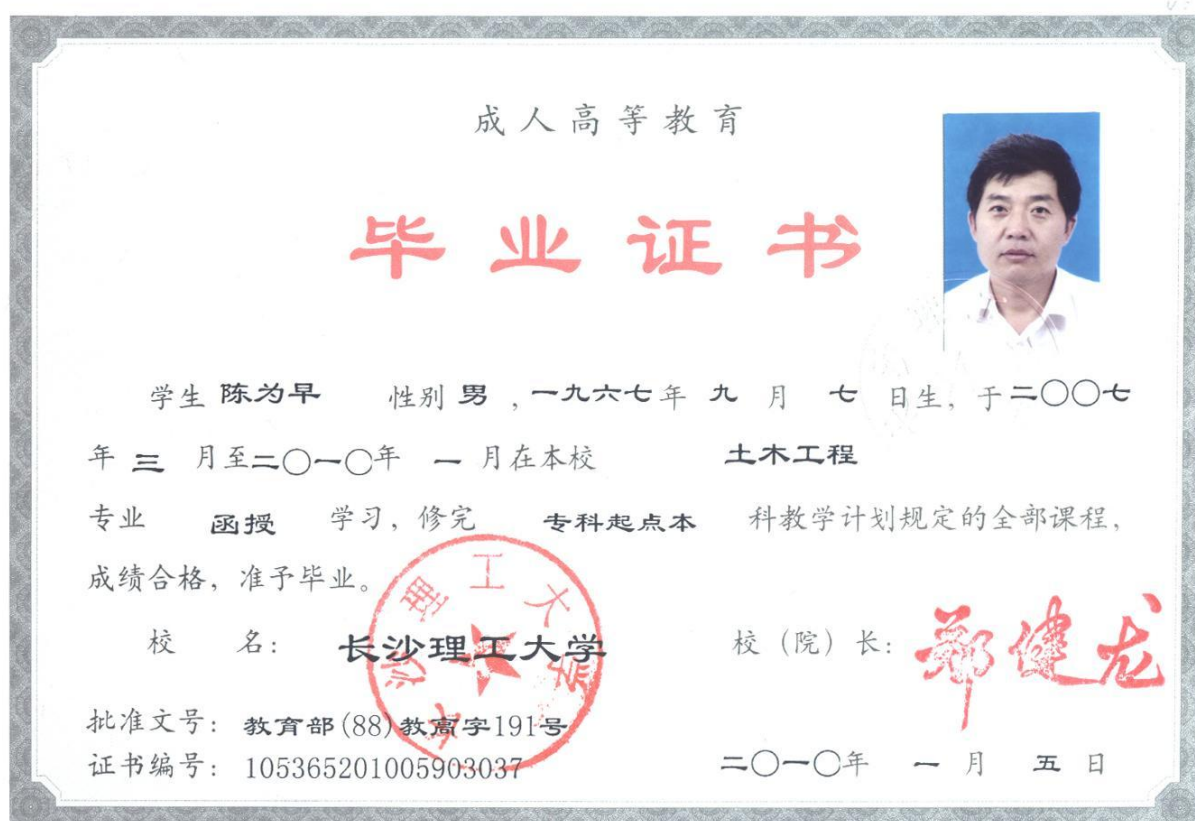 成人高等教育
毕业证书
学生 陈为早 性别 男 ,一九六七年 九 月 七 日生, 于二〇〇七
年 三 月至二〇一〇年 一 月在本校 土木工程
专业 函授 学习, 修完 专科起点本 科教学计划规定的全部课程,
成绩合格, 准予毕业。
长沙理工大学
校 名: 长沙理工大学 校 (院) 长: 郑健龙
批准文号: 教育部(88)教高字191号
证书编号: 105365201005903037 二〇一〇年 一 月 五 日